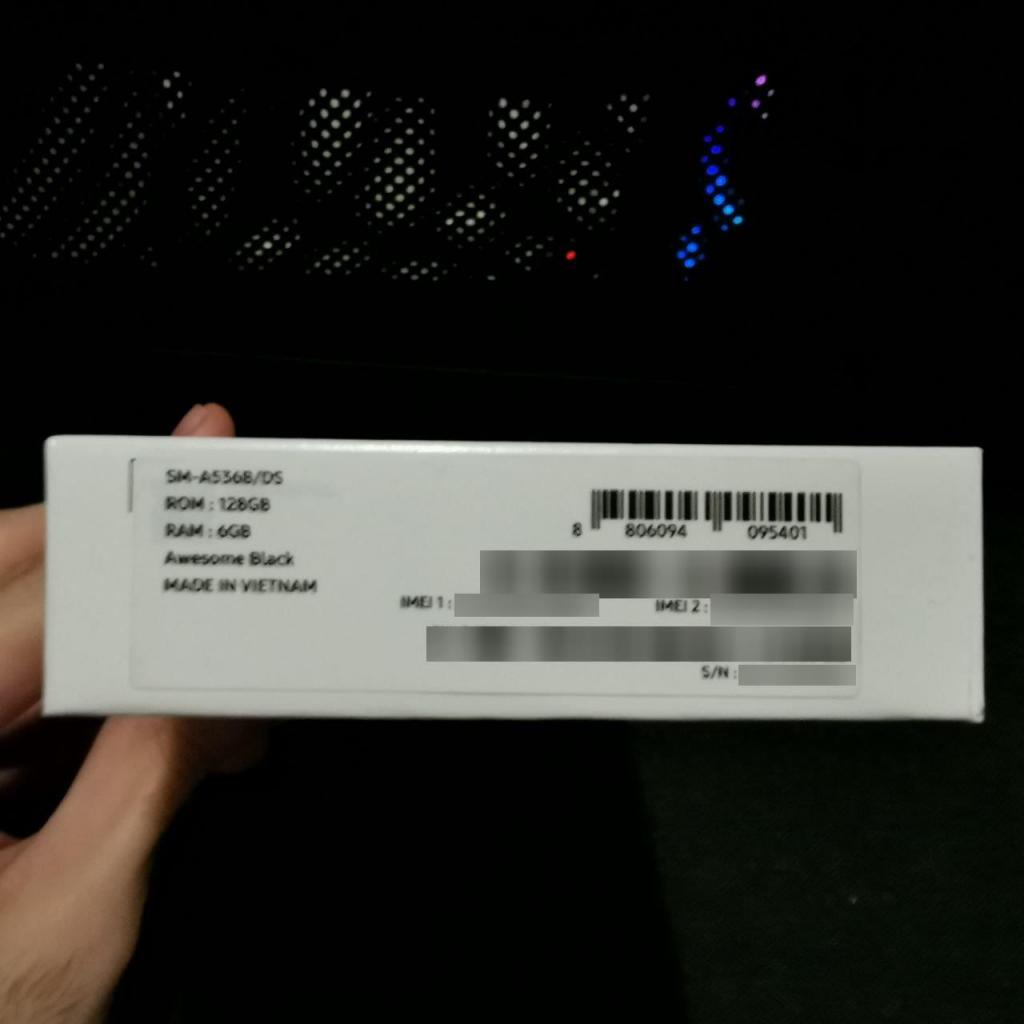 SM-A536B/DS
ROM : 128GB
RAM : 6GB
Awesome Black
MADE IN VIETNAM
8 806094 095401
IMEI 1 :
IMEI 2 :
S/N :